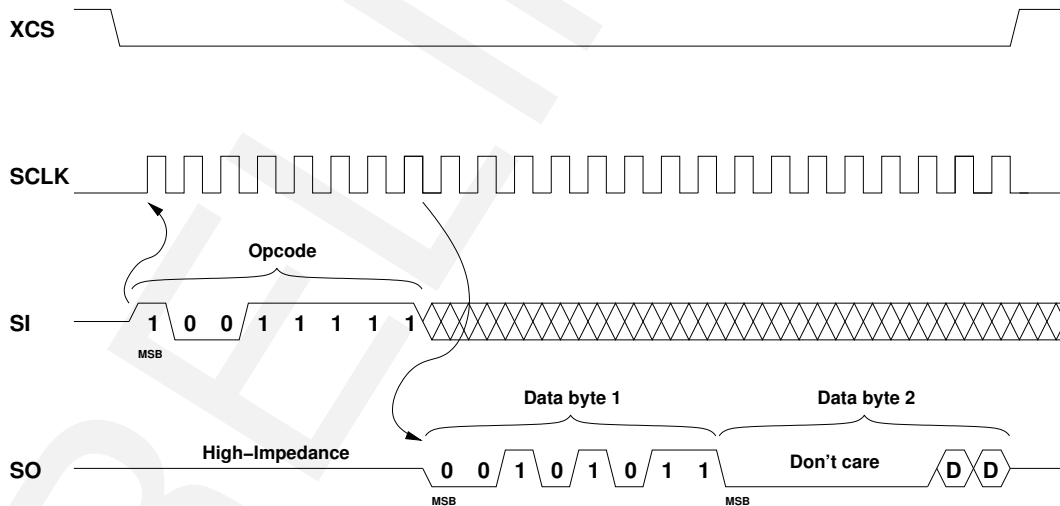 XCS
SCLK
Opcode
SI 1 0 0 1 1 1 1 1
MSB
Data byte 1 Data byte 2
High-Impedance
SO 0 0 1 0 1 0 1 1 Don't care D D
MSB MSB